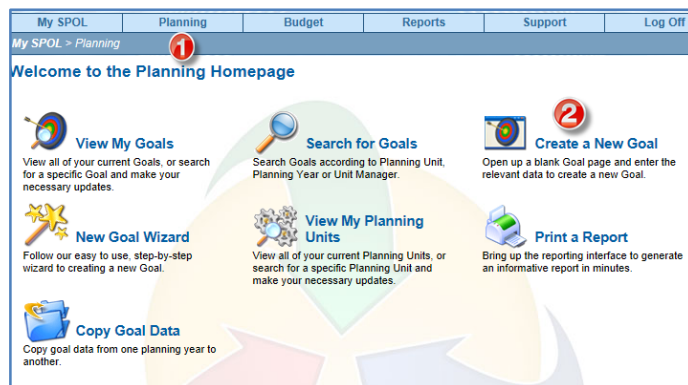 My SPOL Planning Budget Reports Support Log Off
My SPOL > Planning
1
Welcome to the Planning Homepage
2
View My Goals
View all of your current Goals, or search
for a specific Goal and make your
necessary updates.
Search for Goals
Search Goals according to Planning Unit,
Planning Year or Unit Manager.
Create a New Goal
Open up a blank Goal page and enter the
relevant data to create a new Goal.
New Goal Wizard
Follow our easy to use, step-by-step
wizard to creating a new Goal.
View My Planning
Units
View all of your current Planning Units, or
search for a specific Planning Unit and
make your necessary updates.
Print a Report
Bring up the reporting interface to generate
an informative report in minutes.
Copy Goal Data
Copy goal data from one planning year to
another.